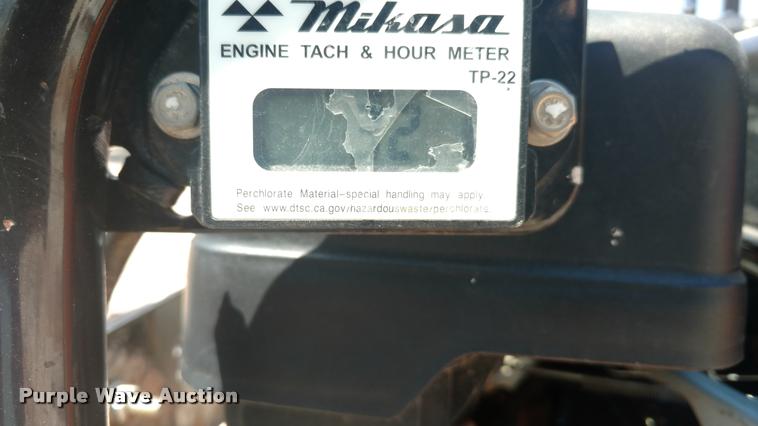 Mikasa
ENGINE TACH & HOUR METER
TP-22
Perchlorate Material-special handling may apply.
See www.dtsc.ca.gov/hazardouswaste/perchlorate.
Purple Wave Auction